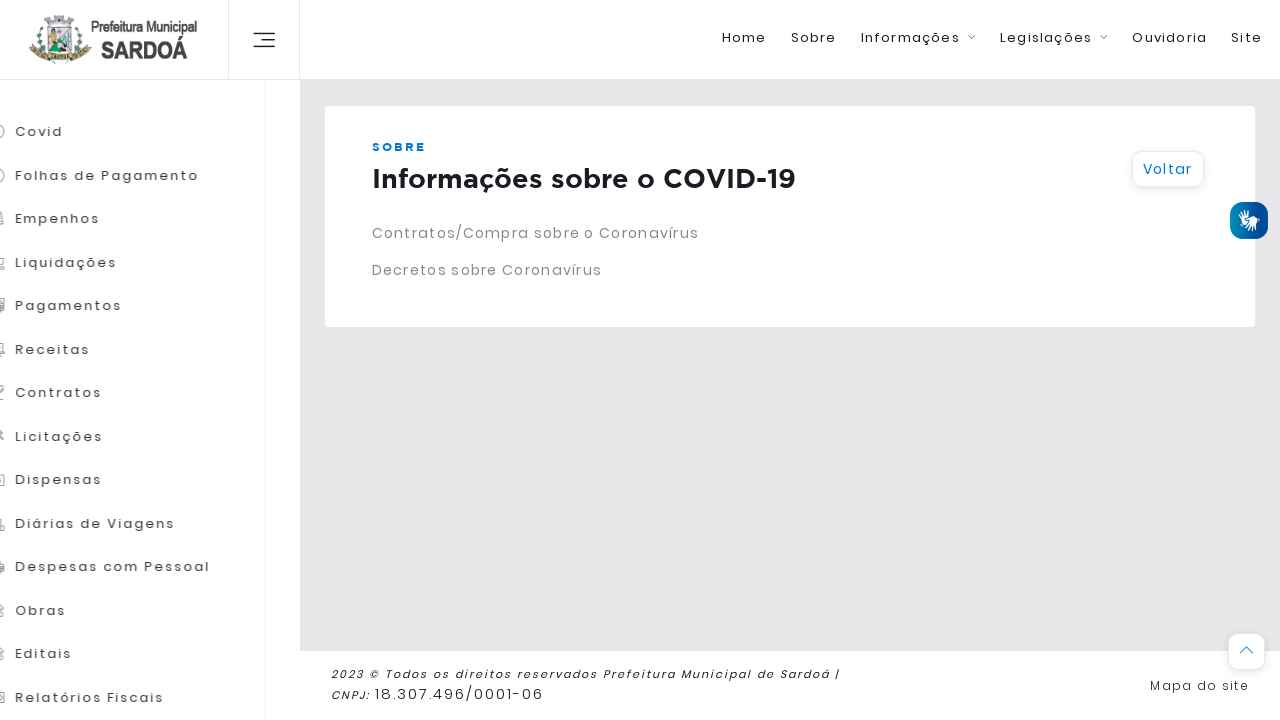 Prefeitura Municipal
SARDOÁ
Home
Sobre
Informações
Legislações
Ouvidoria
Site
Covid
Folhas de Pagamento
Empenhos
Liquidações
Pagamentos
Receitas
Contratos
Licitações
Dispensas
Diárias de Viagens
Despesas com Pessoal
Obras
Editais
Relatórios Fiscais
SOBRE
Informações sobre o COVID-19
Voltar
Contratos/Compra sobre o Coronavírus
Decretos sobre Coronavírus
2023 © Todos os direitos reservados Prefeitura Municipal de Sardoá |
CNPJ: 18.307.496/0001-06
Mapa do site